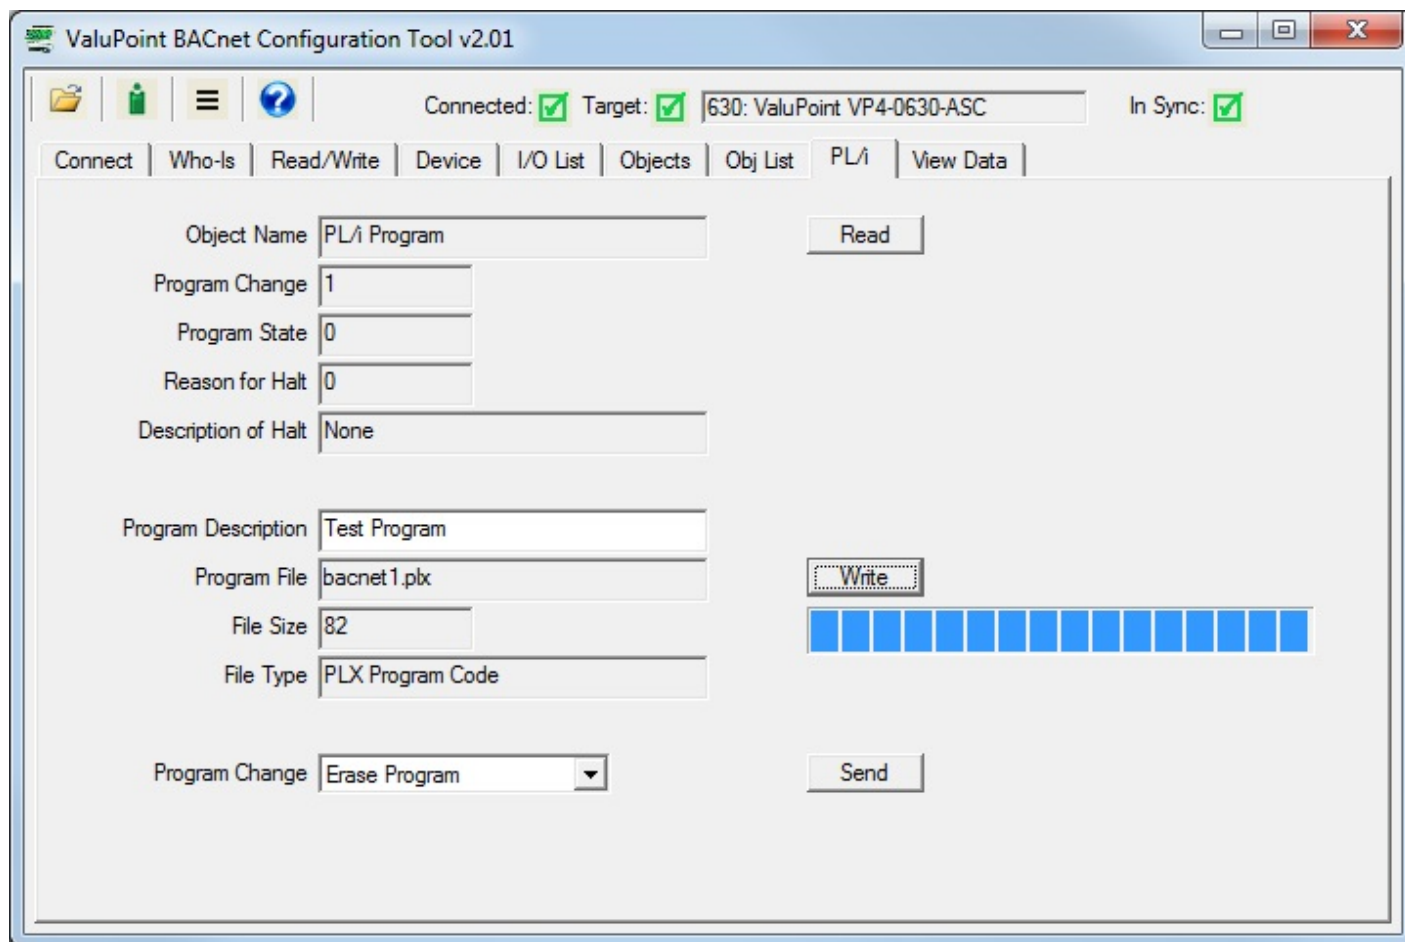 ValuPoint BACnet Configuration Tool v2.01
Connected: Target: 630: ValuPoint VP4-0630-ASC In Sync:
Connect Who-Is Read/Write Device I/O List Objects Obj List PL/i View Data
Object Name PL/i Program Read
Program Change 1
Program State 0
Reason for Halt 0
Description of Halt None
Program Description Test Program
Program File bacnet1.plx Write
File Size 82
File Type PLX Program Code
Program Change Erase Program Send